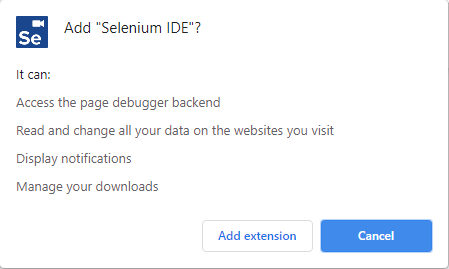 Se
Add "Selenium IDE"?
It can:
Access the page debugger backend
Read and change all your data on the websites you visit
Display notifications
Manage your downloads
Add extension
Cancel